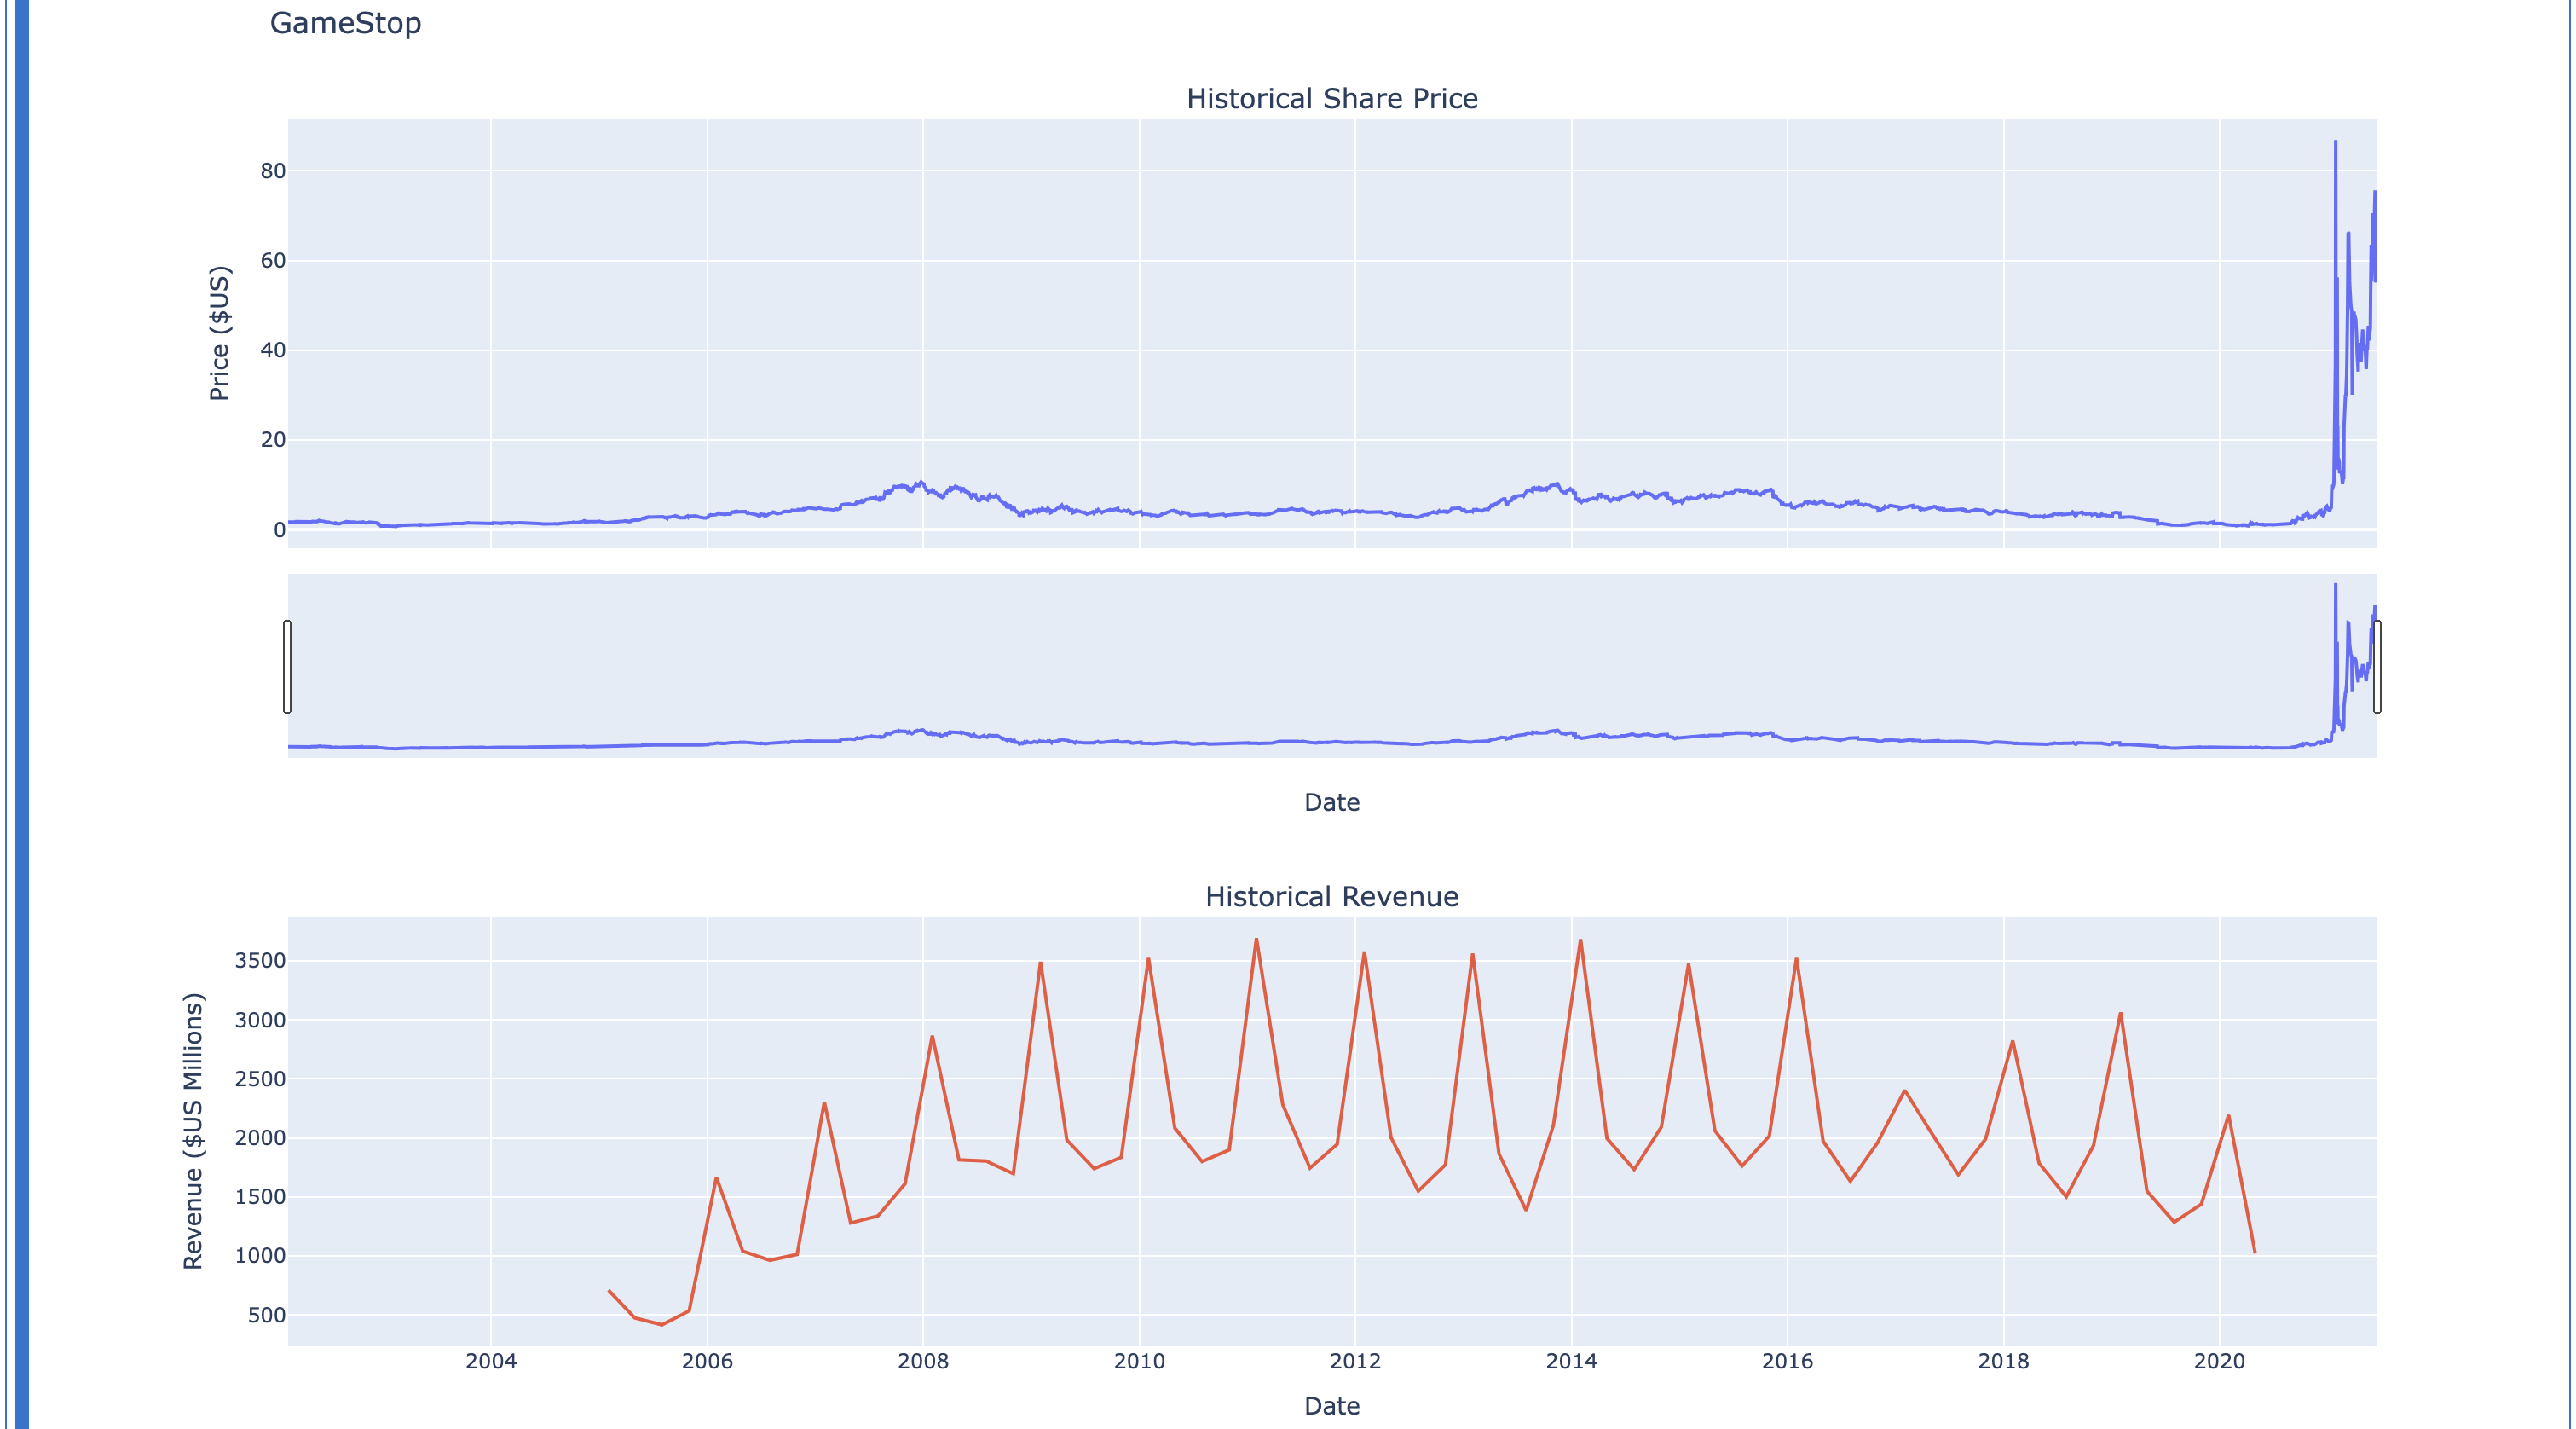 GameStop
Historical Share Price
80
60
40
20
0
Price ($US)
Date
Historical Revenue
3500
3000
2500
2000
1500
1000
500
Revenue ($US Millions)
2004 2006 2008 2010 2012 2014 2016 2018 2020
Date